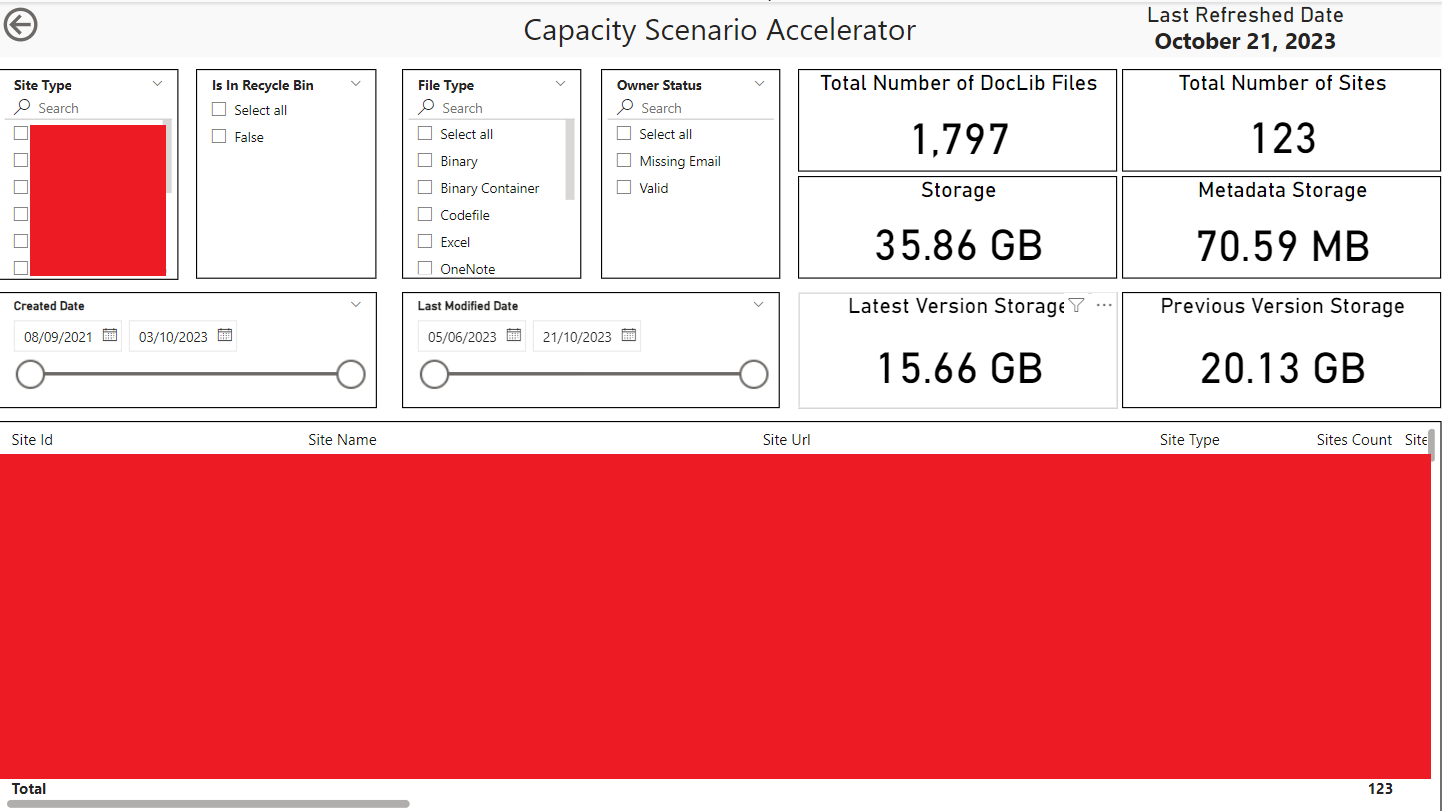 Capacity Scenario Accelerator
Last Refreshed Date
October 21, 2023
Site Type
Search
Is In Recycle Bin
Select all
False
File Type
Search
Select all
Binary
Binary Container
Codefile
Excel
OneNote
Owner Status
Search
Select all
Missing Email
Valid
Total Number of DocLib Files
1,797
Total Number of Sites
123
Storage
35.86 GB
Metadata Storage
70.59 MB
Created Date
08/09/2021 03/10/2023
Last Modified Date
05/06/2023 21/10/2023
Latest Version Storage
15.66 GB
Previous Version Storage
20.13 GB
Site Id Site Name Site Url Site Type Sites Count Site
Total 123